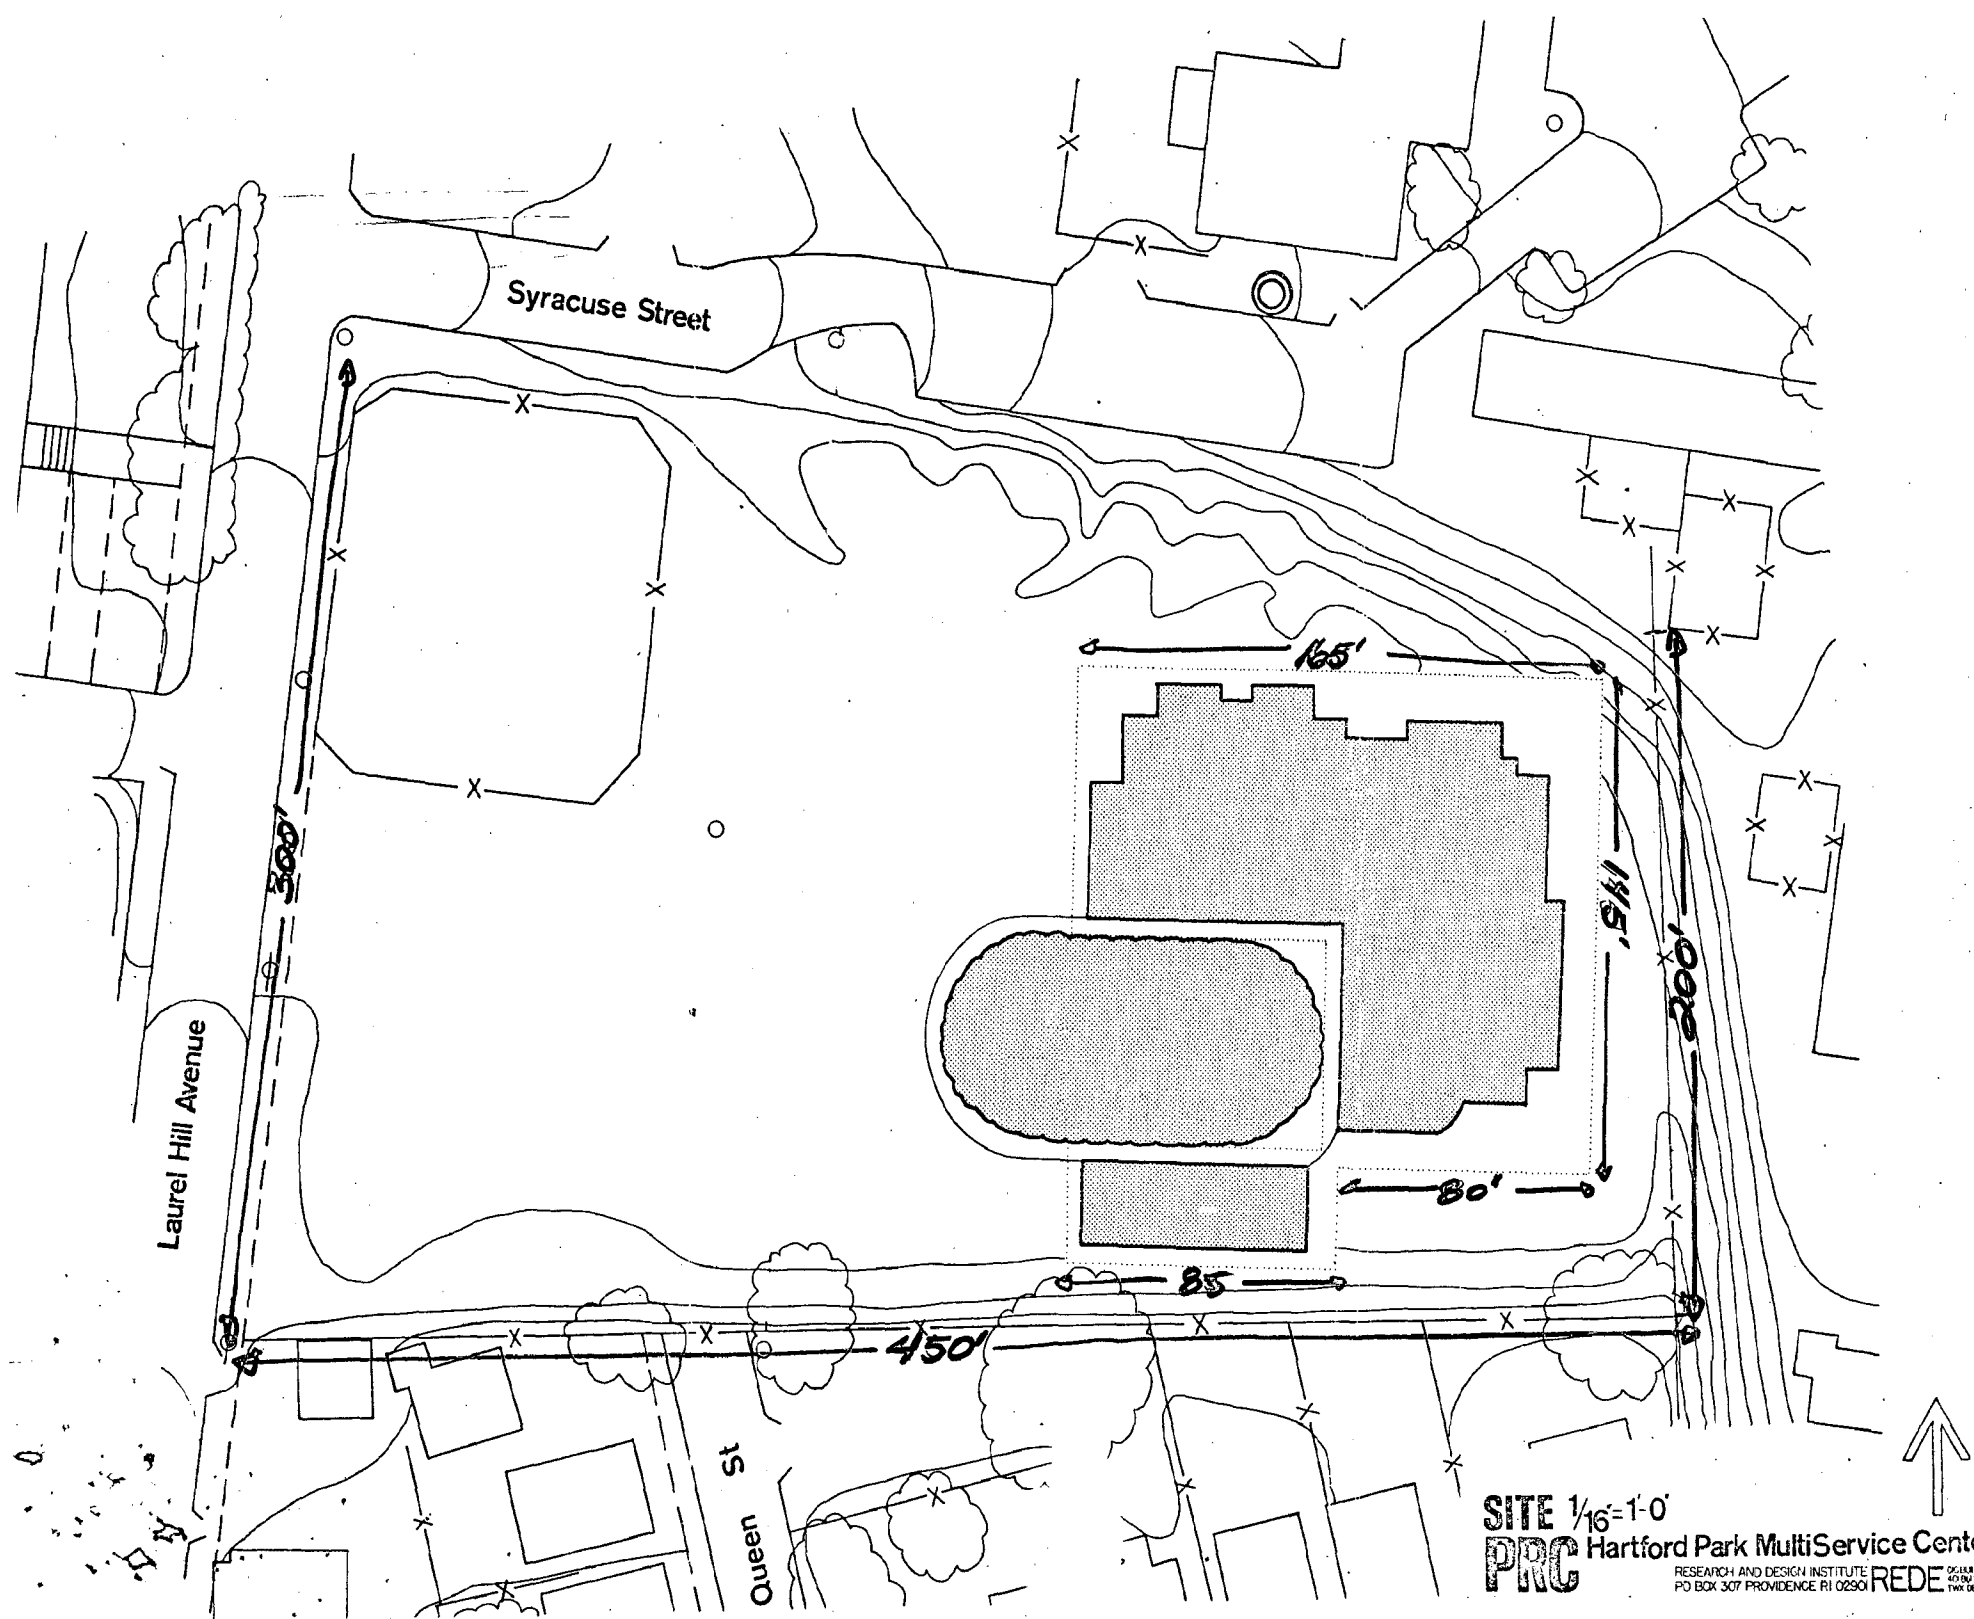 Syracuse Street
165'
300'
145'
200'
Laurel Hill Avenue
80'
85
450'
Queen St
SITE 1/16"=1'-0"
PRC Hartford Park MultiService Cent
RESEARCH AND DESIGN INSTITUTE REDE
PO BOX 307 PROVIDENCE RI 02901